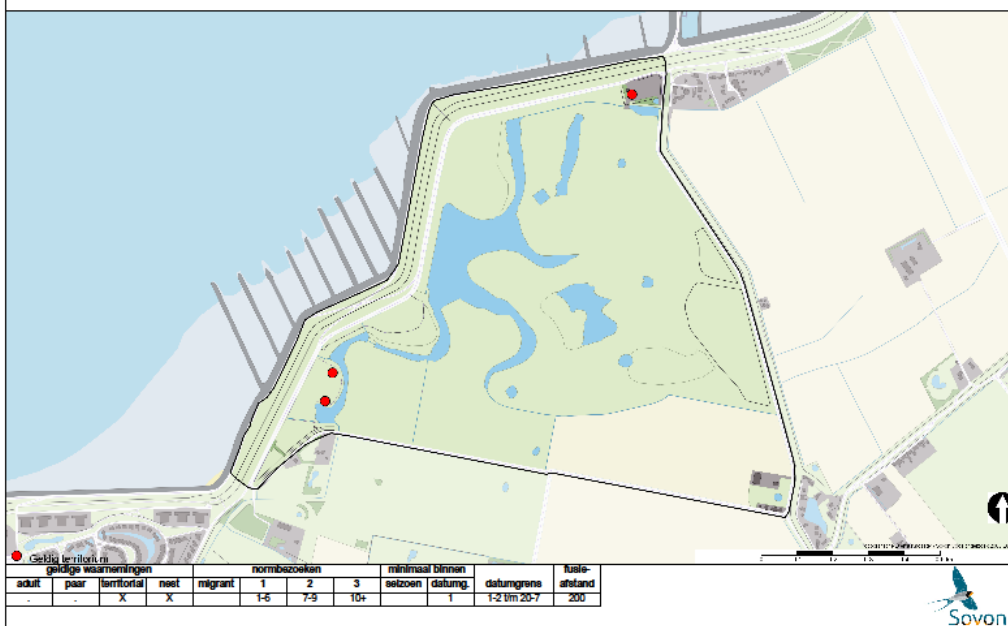 Geldig territorium
geldige waarnemingen normbezoeken minimaal binnen fusie-
adult paar territorial nest migrant 1 2 3 seizoen datumg. datumgrens afstand
. . X X 1-6 7-9 10+ 1 1-2 t/m 20-7 200
Sovon